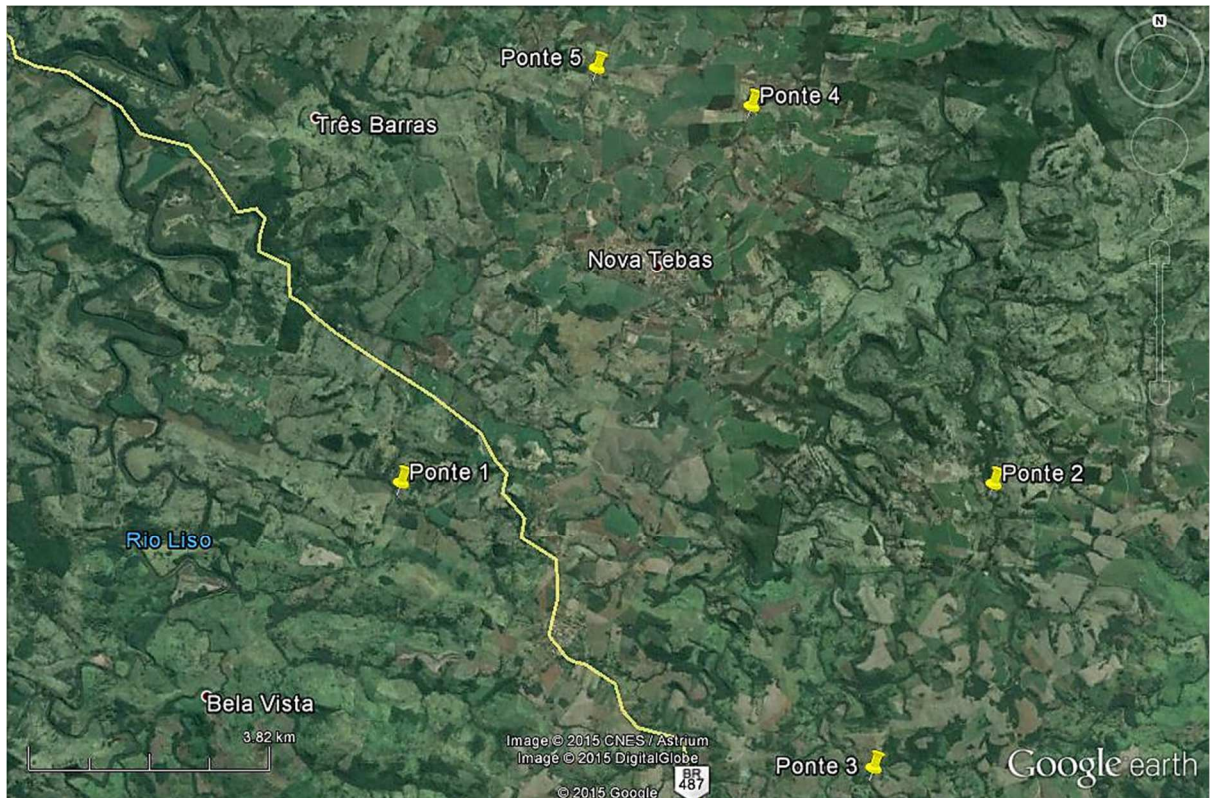 N
Ponte 5
Ponte 4
Três Barras
Nova Tebas
Ponte 1
Ponte 2
Rio Liso
Bela Vista
3.82 km
Image © 2015 CNES / Astrium
Image © 2015 DigitalGlobe
© 2015 Google
BR
487
Ponte 3
Google earth